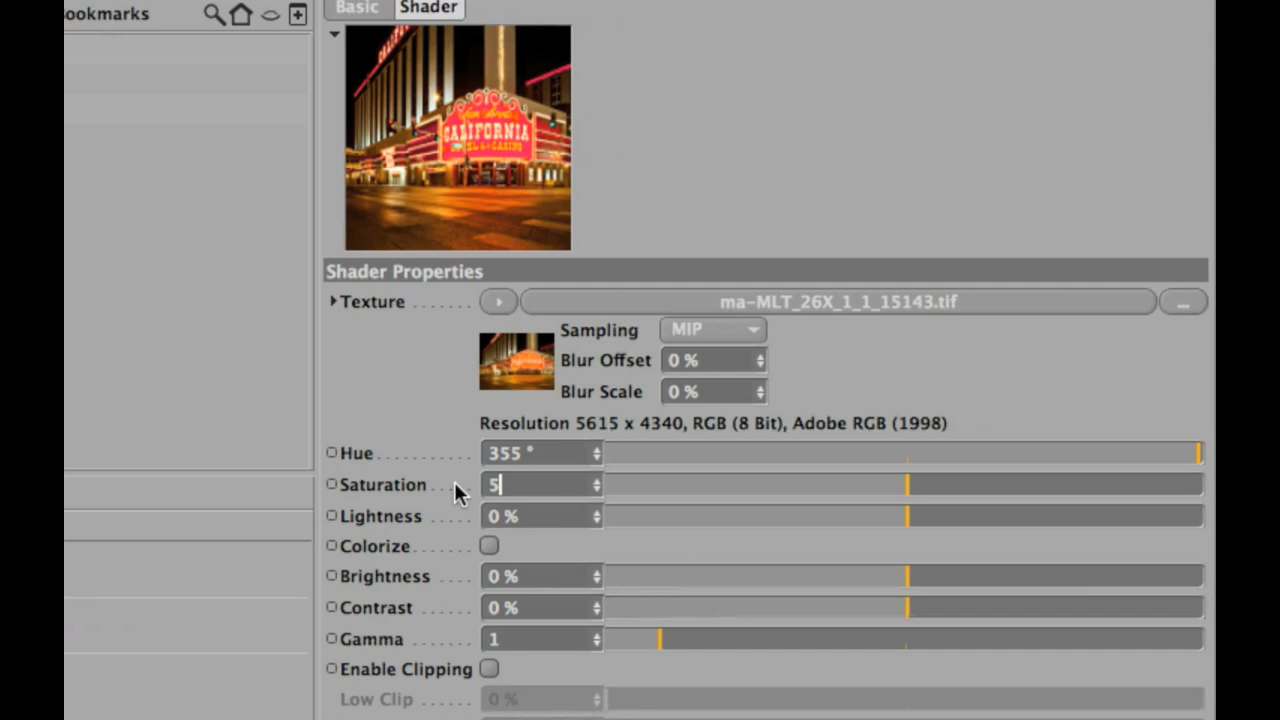 ookmarks
Basic
Shader
CALIFORNIA
Shader Properties
Texture
ma-MLT_26X_1_1_15143.tif
...
Sampling MIP
Blur Offset 0 %
Blur Scale 0 %
Resolution 5615 x 4340, RGB (8 Bit), Adobe RGB (1998)
Hue 355 °
Saturation 5
Lightness 0 %
Colorize
Brightness 0 %
Contrast 0 %
Gamma 1
Enable Clipping
Low Clip 0 %